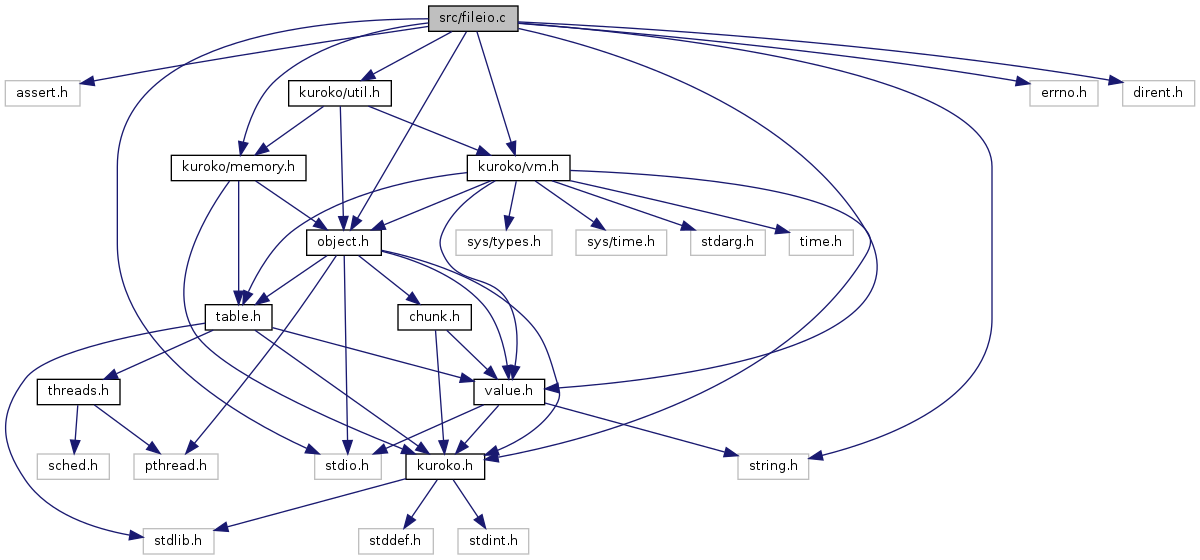 src/fileio.c
assert.h
kuroko/util.h
errno.h
dirent.h
kuroko/memory.h
kuroko/vm.h
object.h
sys/types.h
sys/time.h
stdarg.h
time.h
table.h
chunk.h
threads.h
value.h
sched.h
pthread.h
stdio.h
kuroko.h
string.h
stdlib.h
stddef.h
stdint.h